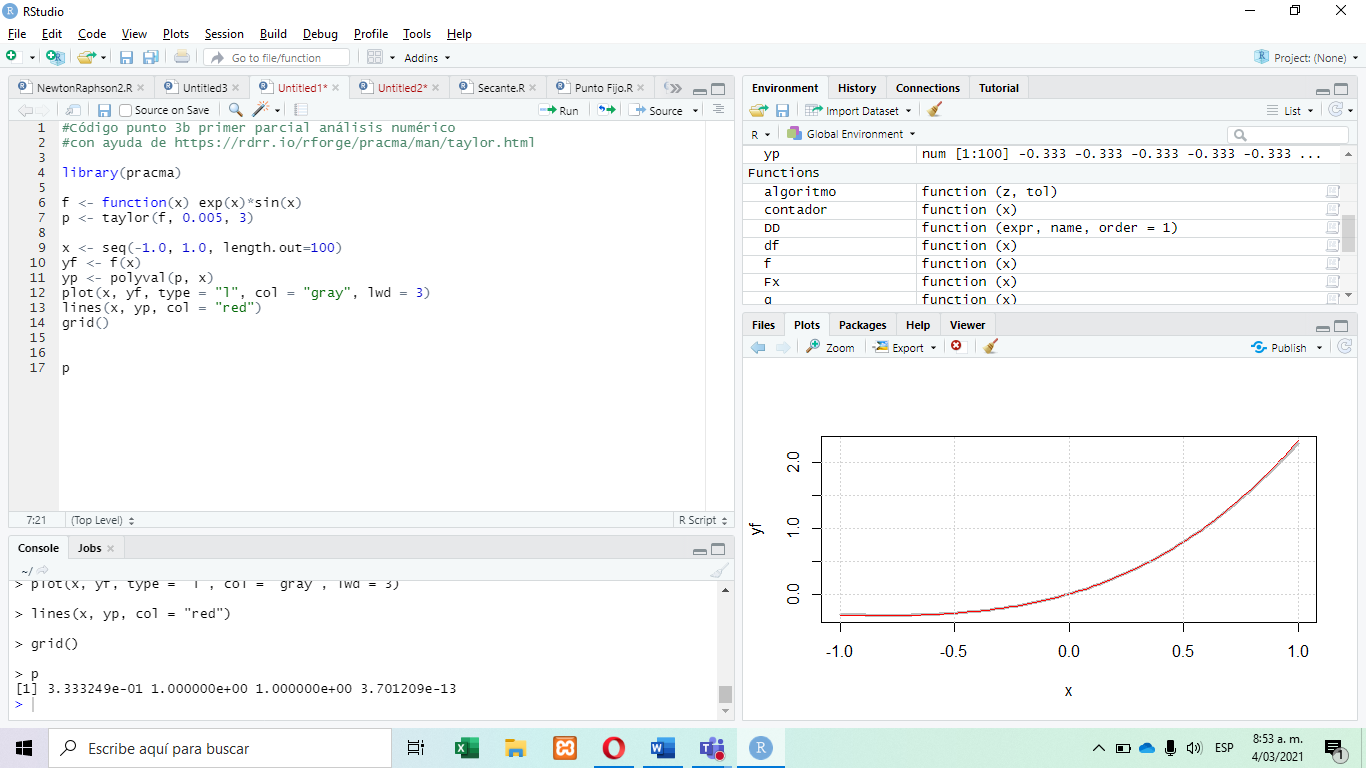 RStudio
File Edit Code View Plots Session Build Debug Profile Tools Help
Go to file/function Addins Project: (None)
NewtonRaphson2.R Untitled3 Untitled1* Untitled2* Secante.R Punto Fijo.R
Source on Save Run Source
1 #Código punto 3b primer parcial análisis numérico
2 #con ayuda de https://rdrr.io/rforge/pracma/man/taylor.html
3
4 library(pracma)
5
6 f <- function(x) exp(x)*sin(x)
7 p <- taylor(f, 0.005, 3)
8
9 x <- seq(-1.0, 1.0, length.out=100)
10 yf <- f(x)
11 yp <- polyval(p, x)
12 plot(x, yf, type = "l", col = "gray", lwd = 3)
13 lines(x, yp, col = "red")
14 grid()
15
16
17 p
7:21 (Top Level) R Script
Console Jobs
~/
> plot(x, yf, type = "l", col = "gray", lwd = 3)
> lines(x, yp, col = "red")
> grid()
> p
[1] 3.333249e-01 1.000000e+00 1.000000e+00 3.701209e-13
>
Environment History Connections Tutorial
Import Dataset List
R Global Environment
yp num [1:100] -0.333 -0.333 -0.333 -0.333 -0.333 ...
Functions
algoritmo function (z, tol)
contador function (x)
DD function (expr, name, order = 1)
df function (x)
f function (x)
Fx function (x)
g function (x)
Files Plots Packages Help Viewer
Zoom Export Publish
2.0
1.0
0.0
yf
-1.0 -0.5 0.0 0.5 1.0
x
Escribe aquí para buscar
ESP
8:53 a. m.
4/03/2021
1